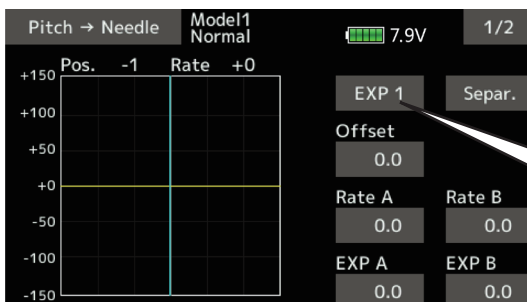 Pitch → Needle
Model1
Normal
7.9V
1/2
Pos. -1 Rate +0
+150
+100
+50
+0
-50
-100
-150
EXP 1
Separ.
Offset
0.0
Rate A Rate B
0.0 0.0
EXP A EXP B
0.0 0.0